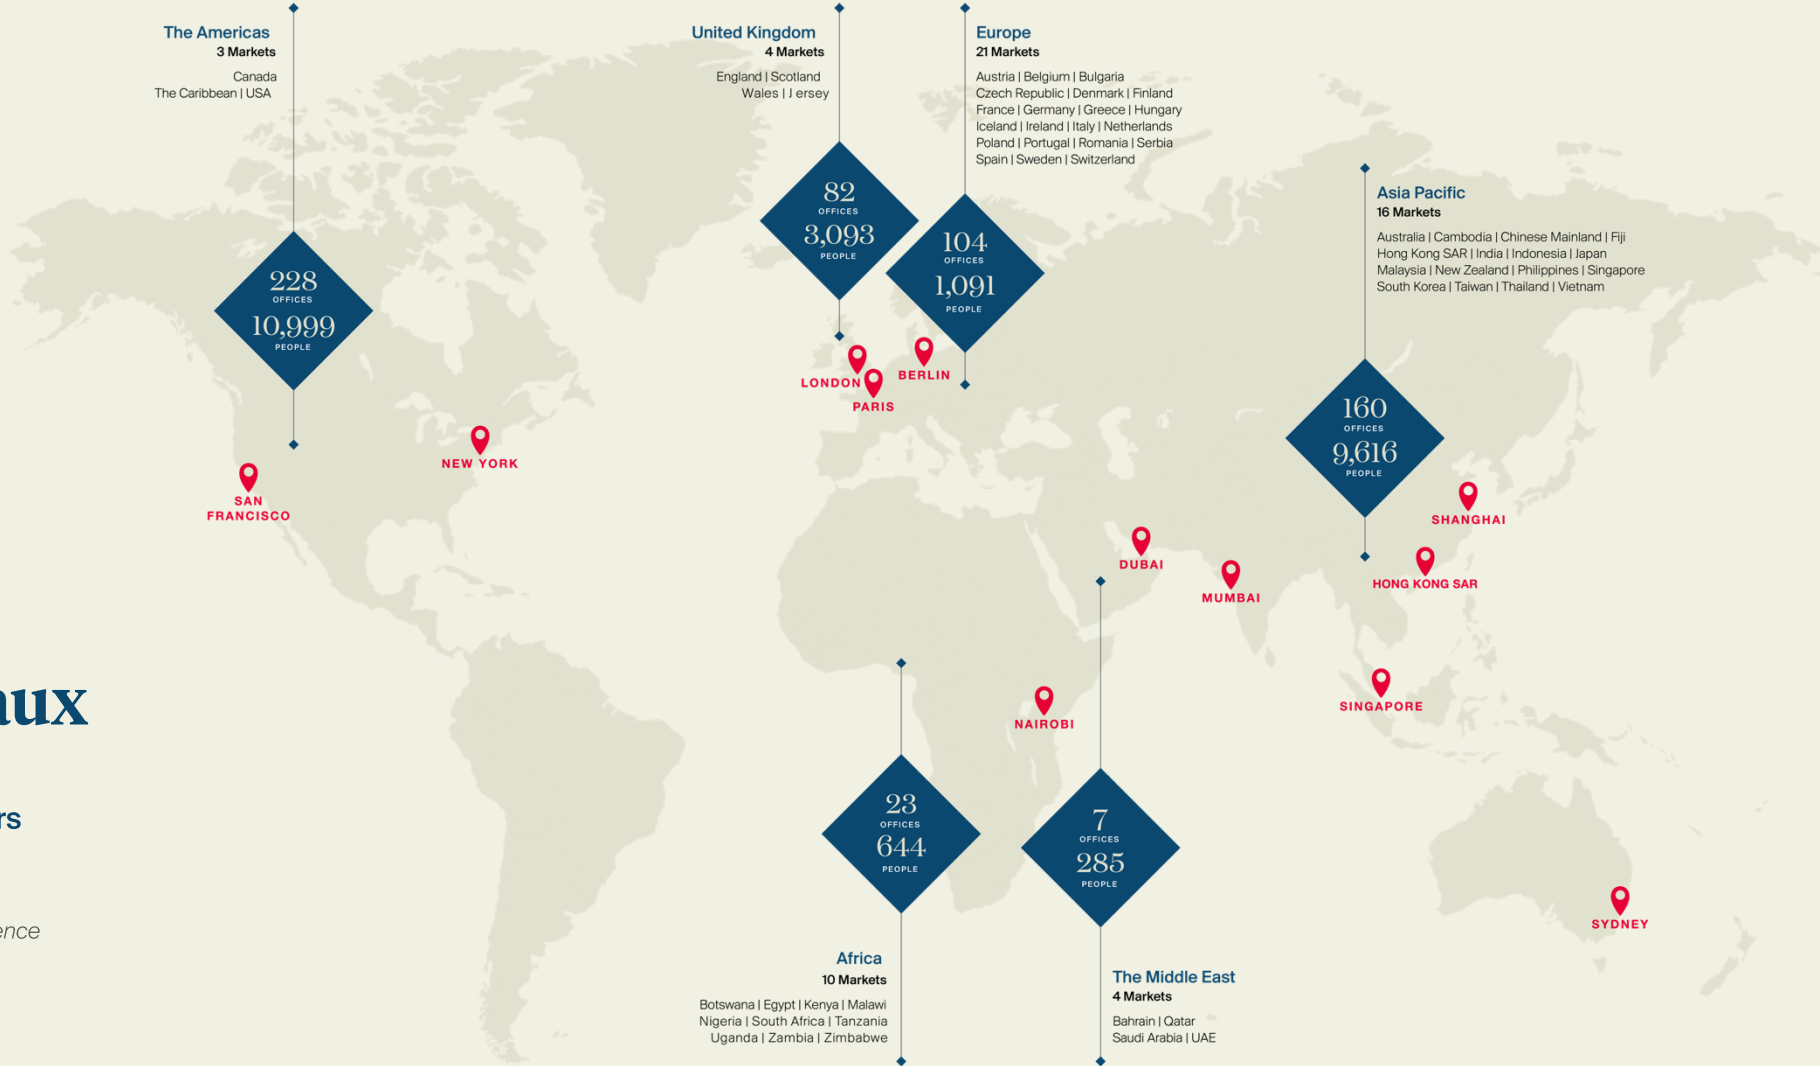 The Americas
3 Markets
Canada
The Caribbean | USA
228
OFFICES
10,999
PEOPLE
United Kingdom
4 Markets
England | Scotland
Wales | J ersey
82
OFFICES
3,093
PEOPLE
Europe
21 Markets
Austria | Belgium | Bulgaria
Czech Republic | Denmark | Finland
France | Germany | Greece | Hungary
Iceland | Ireland | Italy | Netherlands
Poland | Portugal | Romania | Serbia
Spain | Sweden | Switzerland
104
OFFICES
1,091
PEOPLE
Asia Pacific
16 Markets
Australia | Cambodia | Chinese Mainland | Fiji
Hong Kong SAR | India | Indonesia | Japan
Malaysia | New Zealand | Philippines | Singapore
South Korea | Taiwan | Thailand | Vietnam
160
OFFICES
9,616
PEOPLE
LONDON
PARIS
BERLIN
NEW YORK
SAN
FRANCISCO
SHANGHAI
DUBAI
HONG KONG SAR
MUMBAI
SINGAPORE
NAIROBI
SYDNEY
aux
rs
ence
23
OFFICES
644
PEOPLE
Africa
10 Markets
Botswana | Egypt | Kenya | Malawi
Nigeria | South Africa | Tanzania
Uganda | Zambia | Zimbabwe
7
OFFICES
285
PEOPLE
The Middle East
4 Markets
Bahrain | Qatar
Saudi Arabia | UAE